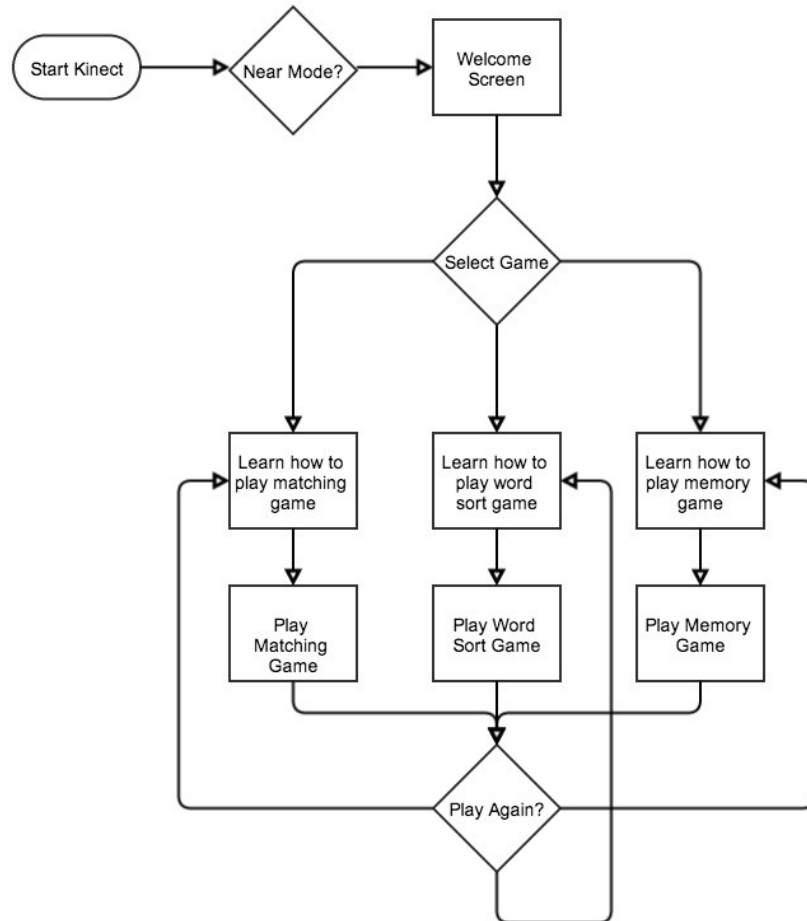 Start Kinect
Near Mode?
Welcome
Screen
Select Game
Learn how to
play matching
game
Learn how to
play word
sort game
Learn how to
play memory
game
Play
Matching
Game
Play Word
Sort Game
Play Memory
Game
Play Again?